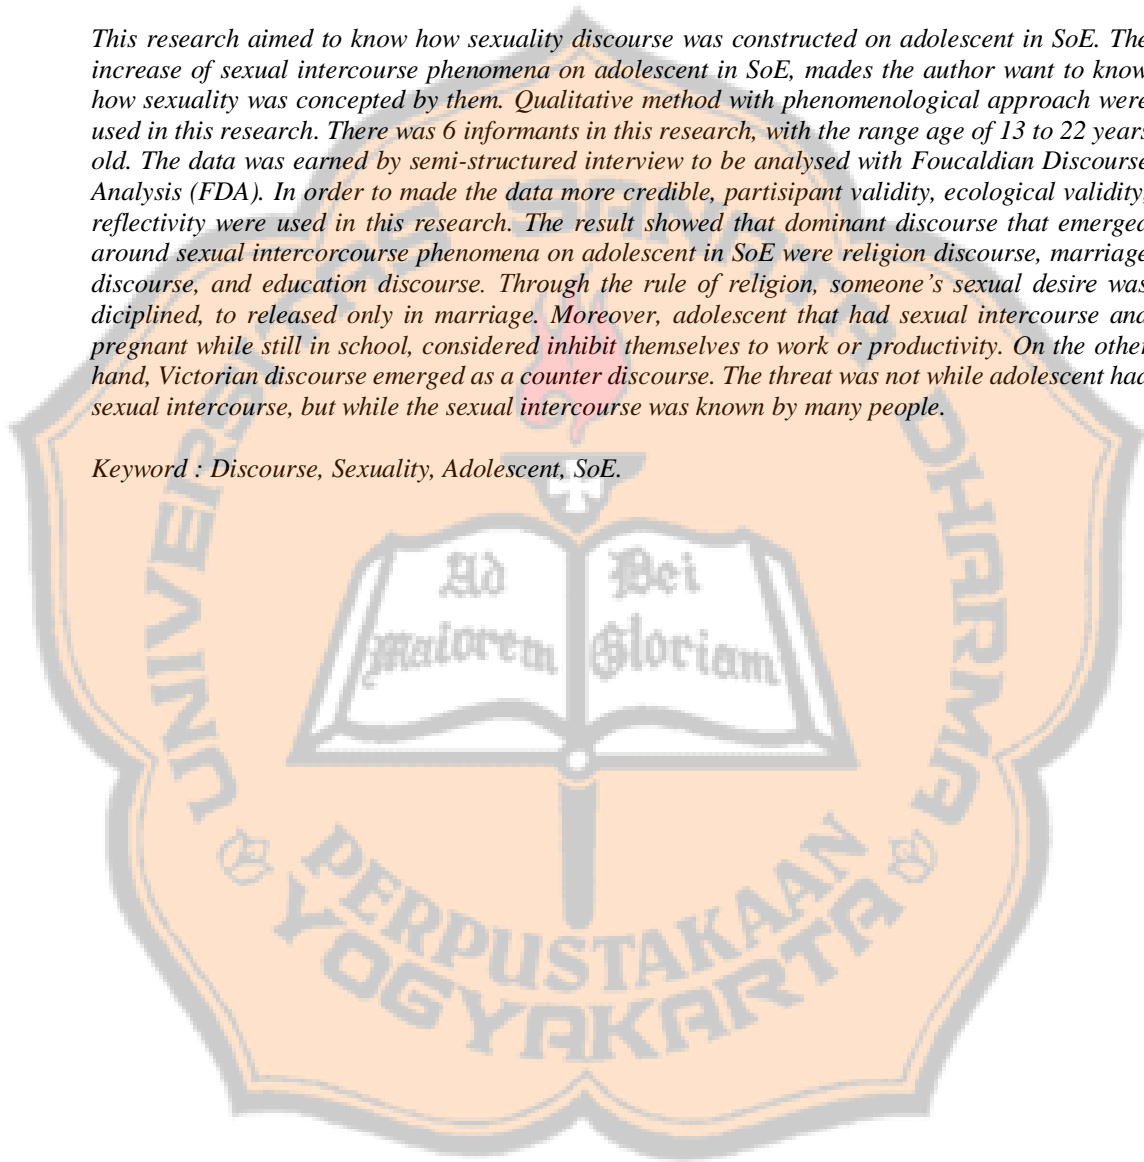 This research aimed to know how sexuality discourse was constructed on adolescent in SoE. The
increase of sexual intercourse phenomena on adolescent in SoE, mades the author want to know
how sexuality was concepted by them. Qualitative method with phenomenological approach were
used in this research. There was 6 informants in this research, with the range age of 13 to 22 years
old. The data was earned by semi-structured interview to be analysed with Foucaldian Discourse
Analysis (FDA). In order to made the data more credible, partisipant validity, ecological validity,
reflectivity were used in this research. The result showed that dominant discourse that emerged
around sexual intercorcourse phenomena on adolescent in SoE were religion discourse, marriage
discourse, and education discourse. Through the rule of religion, someone's sexual desire was
diciplined, to released only in marriage. Moreover, adolescent that had sexual intercourse and
pregnant while still in school, considered inhibit themselves to work or productivity. On the other
hand, Victorian discourse emerged as a counter discourse. The threat was not while adolescent had
sexual intercourse, but while the sexual intercourse was known by many people.
Keyword : Discourse, Sexuality, Adolescent, SoE.
UNIVERSITAS SANATA DHARMA
Ad Dei
maiorem Gloriam
PERPUSTAKAAN
YOGYAKARTA